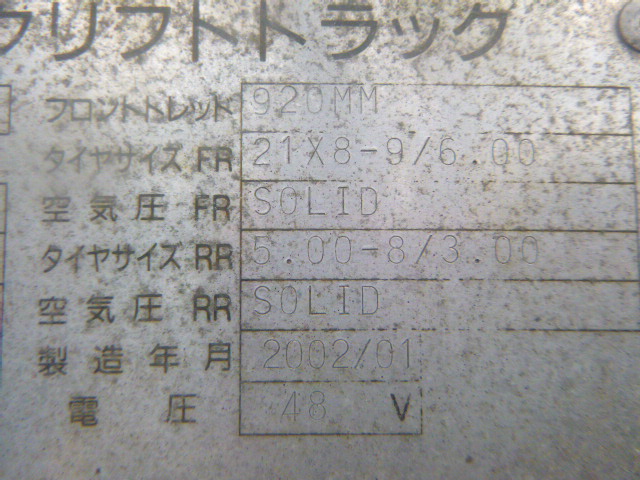 クリフトトラック
フロントトレッド 920MM
タイヤサイズ FR 21X8-9/6.00
空気圧 FR SOLID
タイヤサイズ RR 5.00-8/3.00
空気圧 RR SOLID
製造年月 2002/01
電圧 48 V